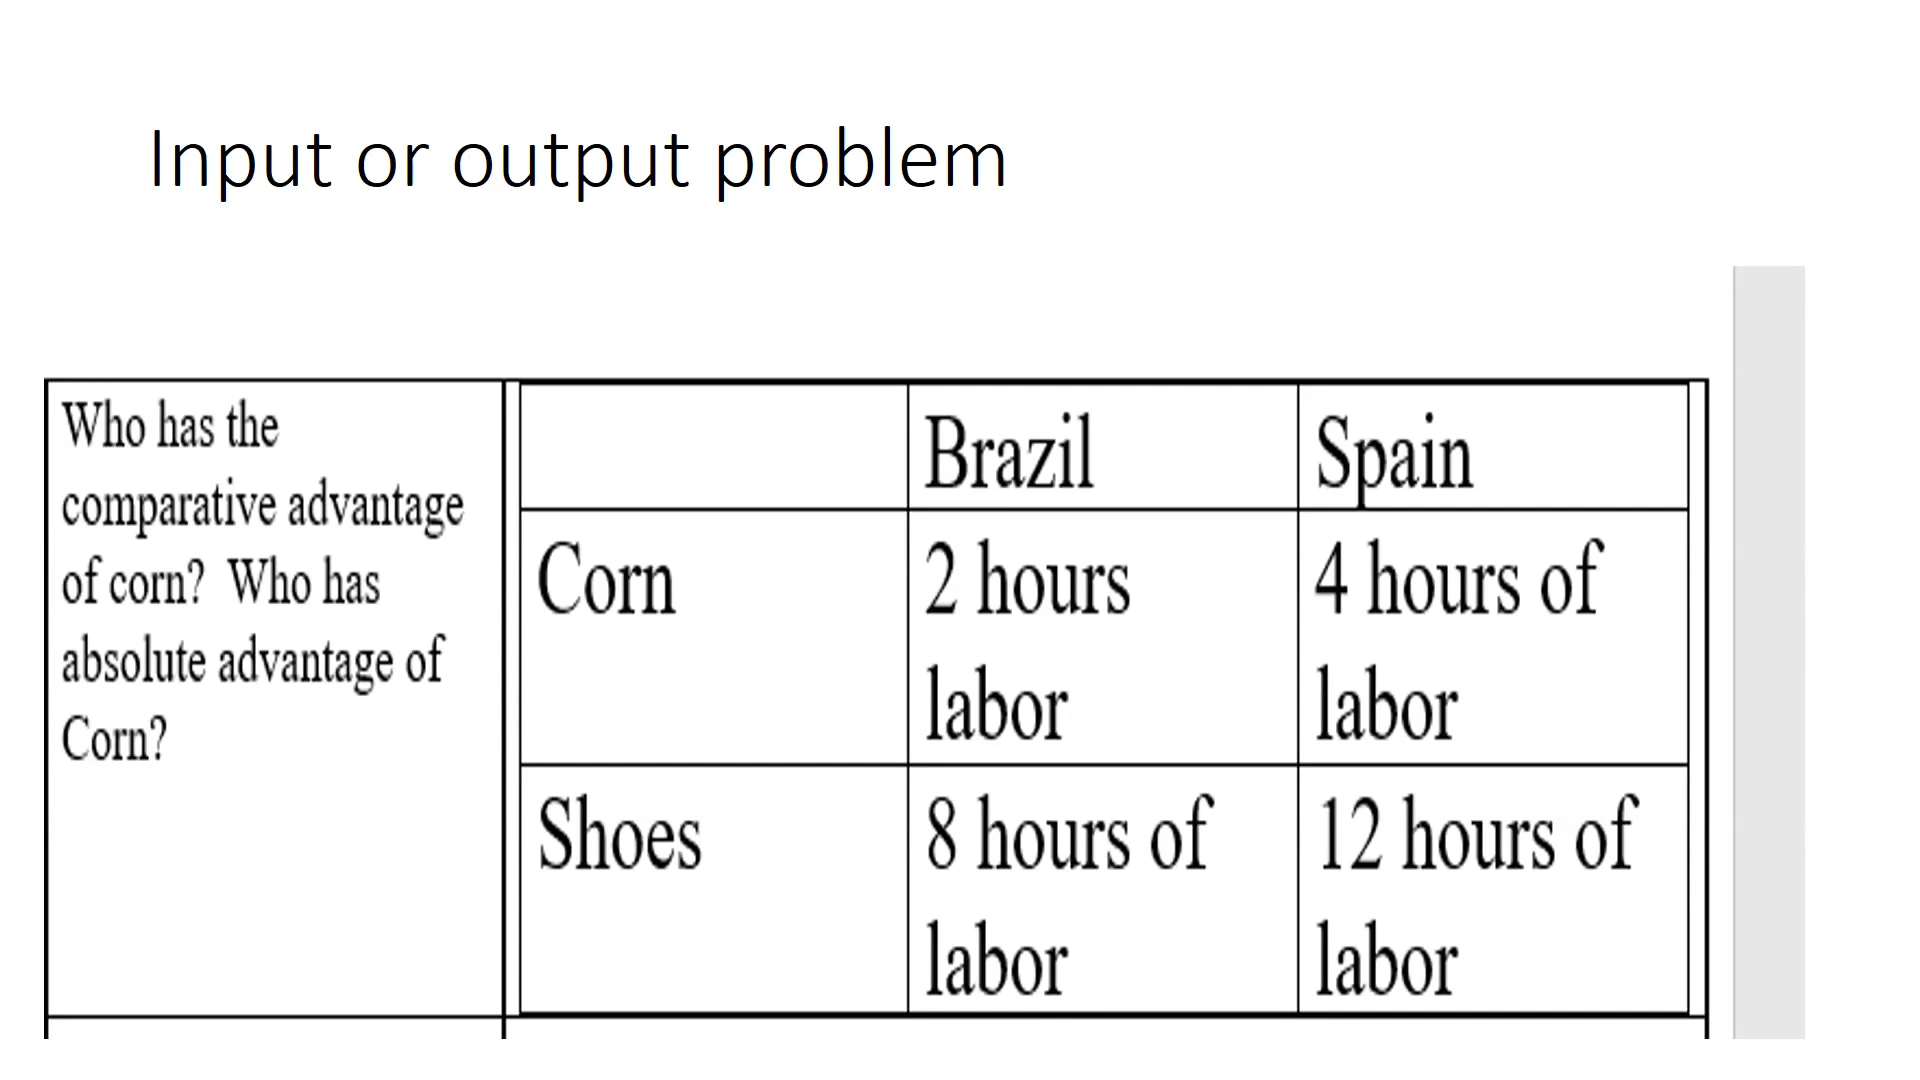 Input or output problem
Who has the
comparative advantage
of corn? Who has
absolute advantage of
Corn?
Brazil
Spain
Corn
2 hours
labor
4 hours of
labor
Shoes
8 hours of
labor
12 hours of
labor